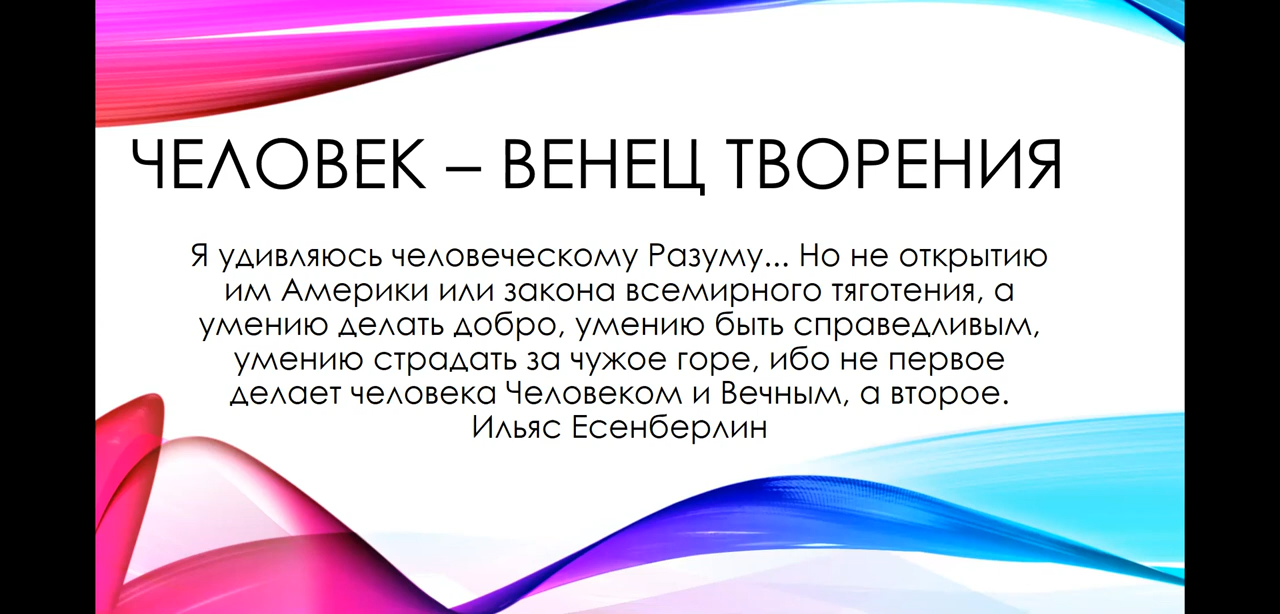 ЧЕЛОВЕК – ВЕНЕЦ ТВОРЕНИЯ
Я удивляюсь человеческому Разуму... Но не открытию
им Америки или закона всемирного тяготения, а
умению делать добро, умению быть справедливым,
умению страдать за чужое горе, ибо не первое
делает человека Человеком и Вечным, а второе.
Ильяс Есенберлин